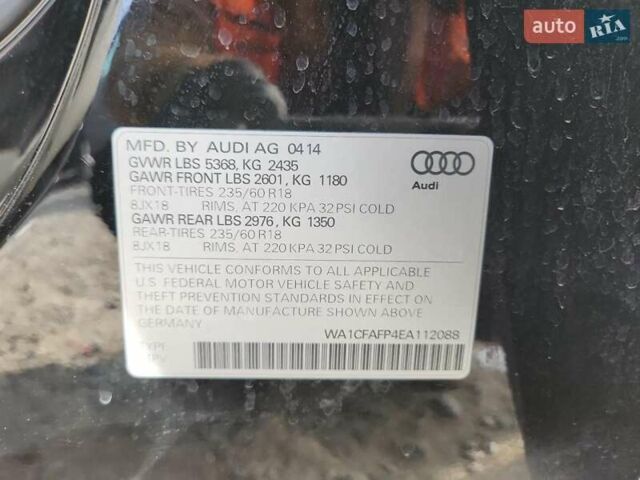 auto RIA
.com
MFD. BY AUDI AG 0414
GVWR LBS 5368, KG 2435
GAWR FRONT LBS 2601, KG 1180
FRONT-TIRES 235/60 R18
8JX18 RIMS, AT 220 KPA 32 PSI COLD
GAWR REAR LBS 2976, KG 1350
REAR-TIRES 235/60 R18
8JX18 RIMS, AT 220 KPA 32 PSI COLD
Audi
THIS VEHICLE CONFORMS TO ALL APPLICABLE
U.S. FEDERAL MOTOR VEHICLE SAFETY AND
THEFT PREVENTION STANDARDS IN EFFECT ON
THE DATE OF MANUFACTURE SHOWN ABOVE
GERMANY
WA1CFAFP4EA112088
TYPE
MPV